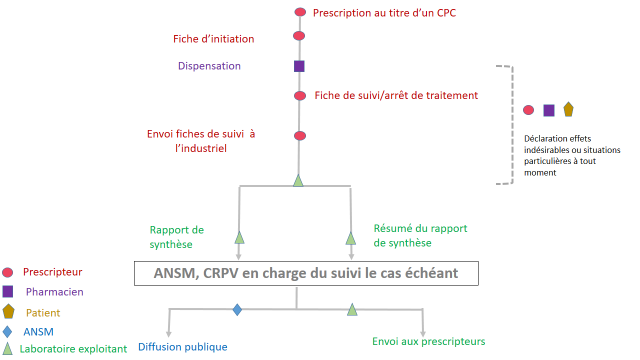 Prescription au titre d'un CPC
Fiche d'initiation
Dispensation
Fiche de suivi/arrêt de traitement
Envoi fiches de suivi à
l'industriel
Déclaration effets
indésirables ou situations
particulières à tout
moment
Rapport de
synthèse
Résumé du rapport
de synthèse
ANSM, CRPV en charge du suivi le cas échéant
Prescripteur
Pharmacien
Patient
ANSM
Laboratoire exploitant
Diffusion publique
Envoi aux prescripteurs